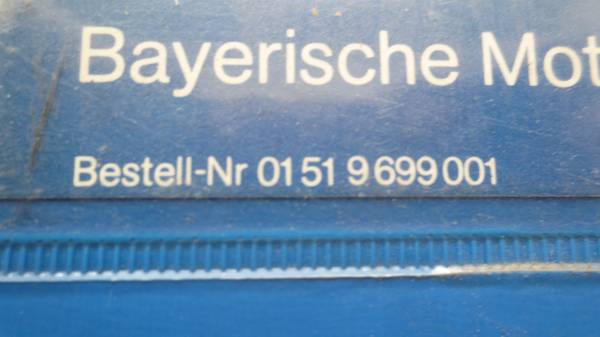 Bayerische Mot
Bestell-Nr 01 51 9 699 001